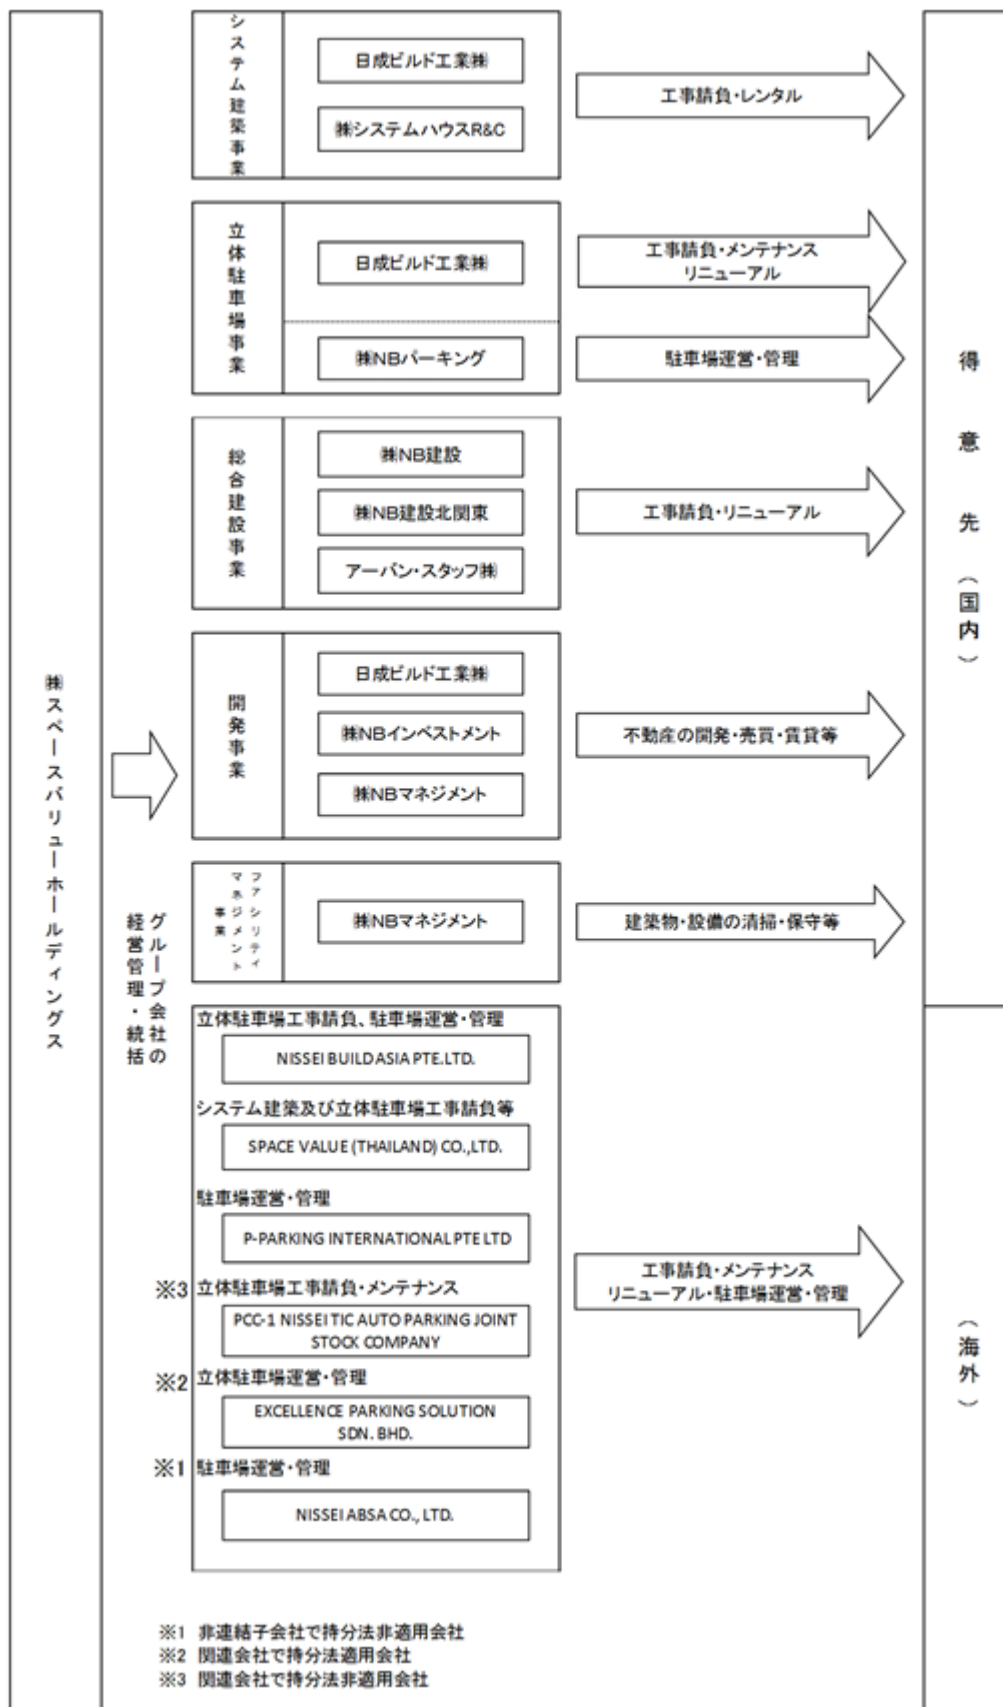 ㈱スペースバリューホールディングス
グループ会社の
経営管理・統括
システム建築事業
日成ビルド工業㈱
㈱システムハウスR&C
工事請負・レンタル
立体駐車場事業
日成ビルド工業㈱
工事請負・メンテナンス
リニューアル
㈱NBパーキング
駐車場運営・管理
総合建設事業
㈱NB建設
㈱NB建設北関東
アーバン・スタッフ㈱
工事請負・リニューアル
開発事業
日成ビルド工業㈱
㈱NBインベストメント
㈱NBマネジメント
不動産の開発・売買・賃貸等
ファシリティ
マネジメント
事業
㈱NBマネジメント
建築物・設備の清掃・保守等
得意先(国内)
立体駐車場工事請負、駐車場運営・管理
NISSEI BUILD ASIA PTE.LTD.
システム建築及び立体駐車場工事請負等
SPACE VALUE (THAILAND) CO.,LTD.
駐車場運営・管理
P-PARKING INTERNATIONAL PTE LTD
※3 立体駐車場工事請負・メンテナンス
PCC-1 NISSEI TIC AUTO PARKING JOINT
STOCK COMPANY
※2 立体駐車場運営・管理
EXCELLENCE PARKING SOLUTION
SDN. BHD.
※1 駐車場運営・管理
NISSEI ABSA CO., LTD.
工事請負・メンテナンス
リニューアル・駐車場運営・管理
(海外)
※1 非連結子会社で持分法非適用会社
※2 関連会社で持分法適用会社
※3 関連会社で持分法非適用会社